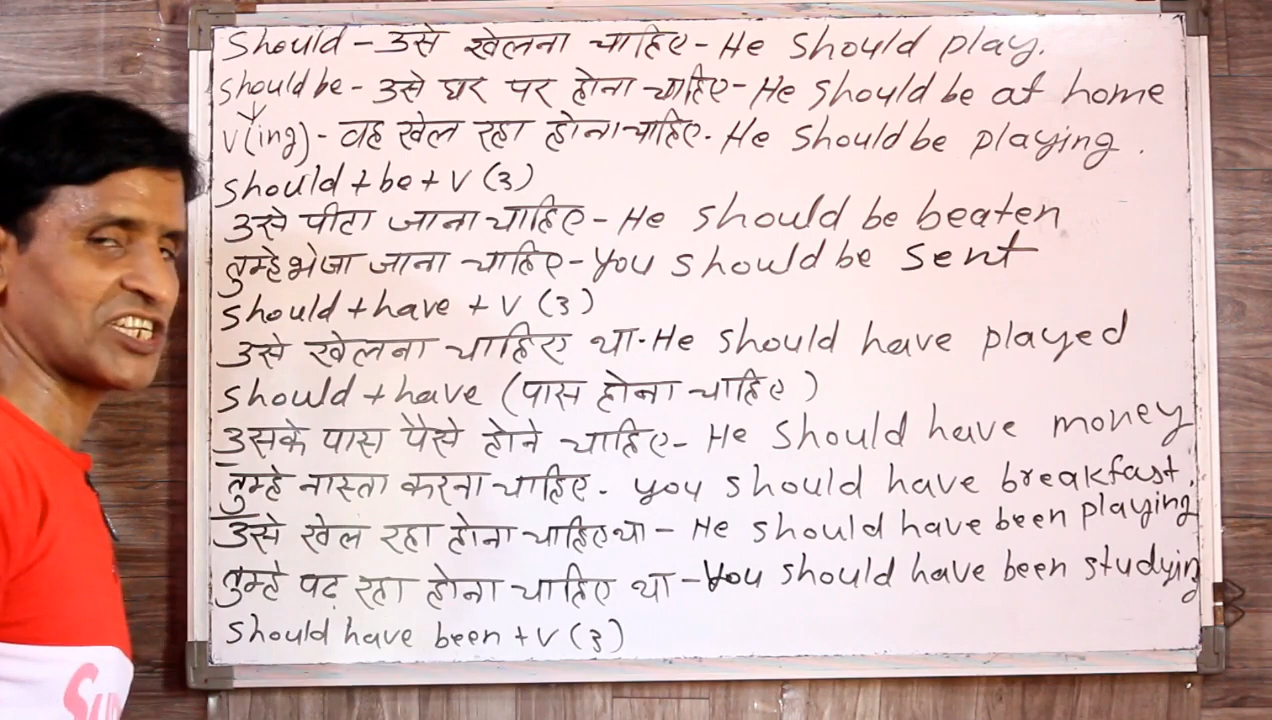 Should - उसे खेलना चाहिए - He should play.
should be - उसे घर पर होना चाहिए - He should be at home
V(ing) - वह खेल रहा होना चाहिए. He should be playing.
should + be + V (3)
उसे पीटा जाना चाहिए - He should be beaten
तुम्हे भेजा जाना चाहिए - You should be sent
should + have + V (3)
उसे खेलना चाहिए था. He should have played
should + have (पास होना चाहिए)
उसके पास पैसे होने चाहिए - He should have money
तुम्हे नास्ता करना चाहिए. you should have breakfast.
उसे खेल रहा होना चाहिए था - He should have been playing
तुम्हे पढ़ रहा होना चाहिए था - You should have been studying
should have been + V (3)